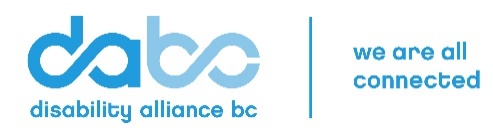 dabc
disability alliance bc
we are all
connected